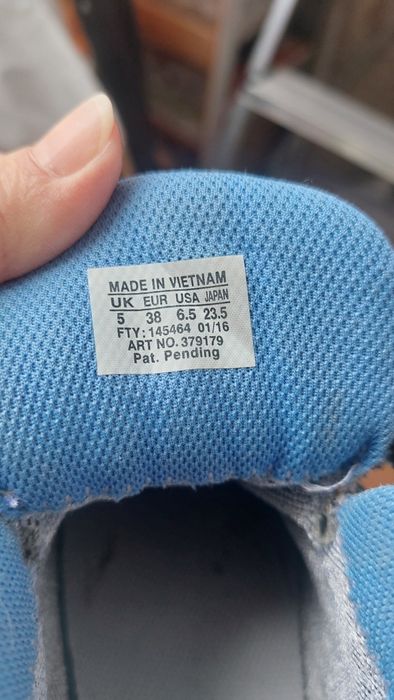 MADE IN VIETNAM
UK EUR USA JAPAN
5 38 6.5 23.5
FTY: 145464 01/16
ART NO. 379179
Pat. Pending